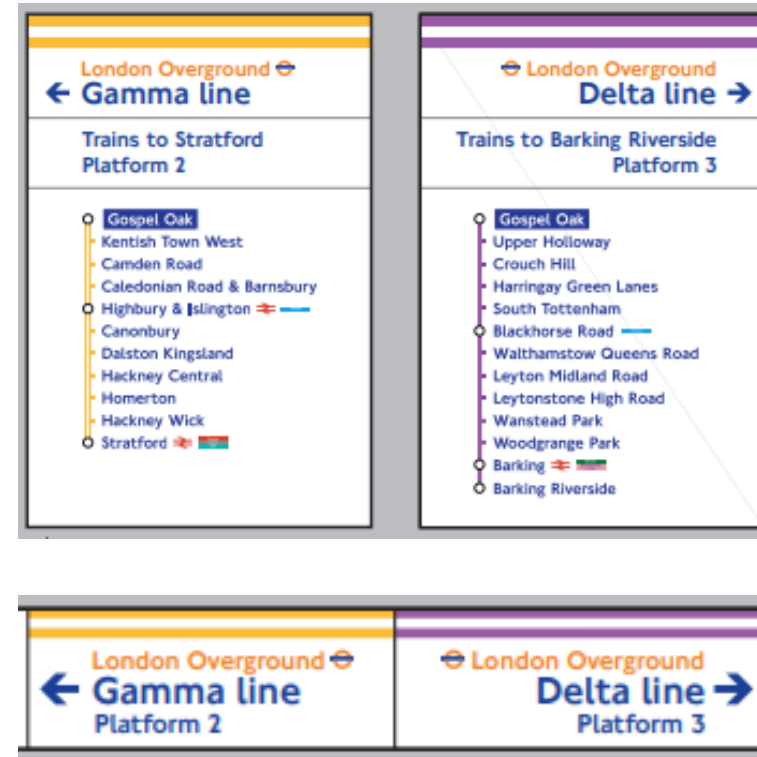 London Overground
Gamma line
Trains to Stratford
Platform 2
Gospel Oak
Kentish Town West
Camden Road
Caledonian Road & Barnsbury
Highbury & Islington
Canonbury
Dalston Kingsland
Hackney Central
Homerton
Hackney Wick
Stratford
London Overground
Delta line
Trains to Barking Riverside
Platform 3
Gospel Oak
Upper Holloway
Crouch Hill
Harringay Green Lanes
South Tottenham
Blackhorse Road
Walthamstow Queens Road
Leyton Midland Road
Leytonstone High Road
Wanstead Park
Woodgrange Park
Barking
Barking Riverside
London Overground
Gamma line
Platform 2
London Overground
Delta line
Platform 3